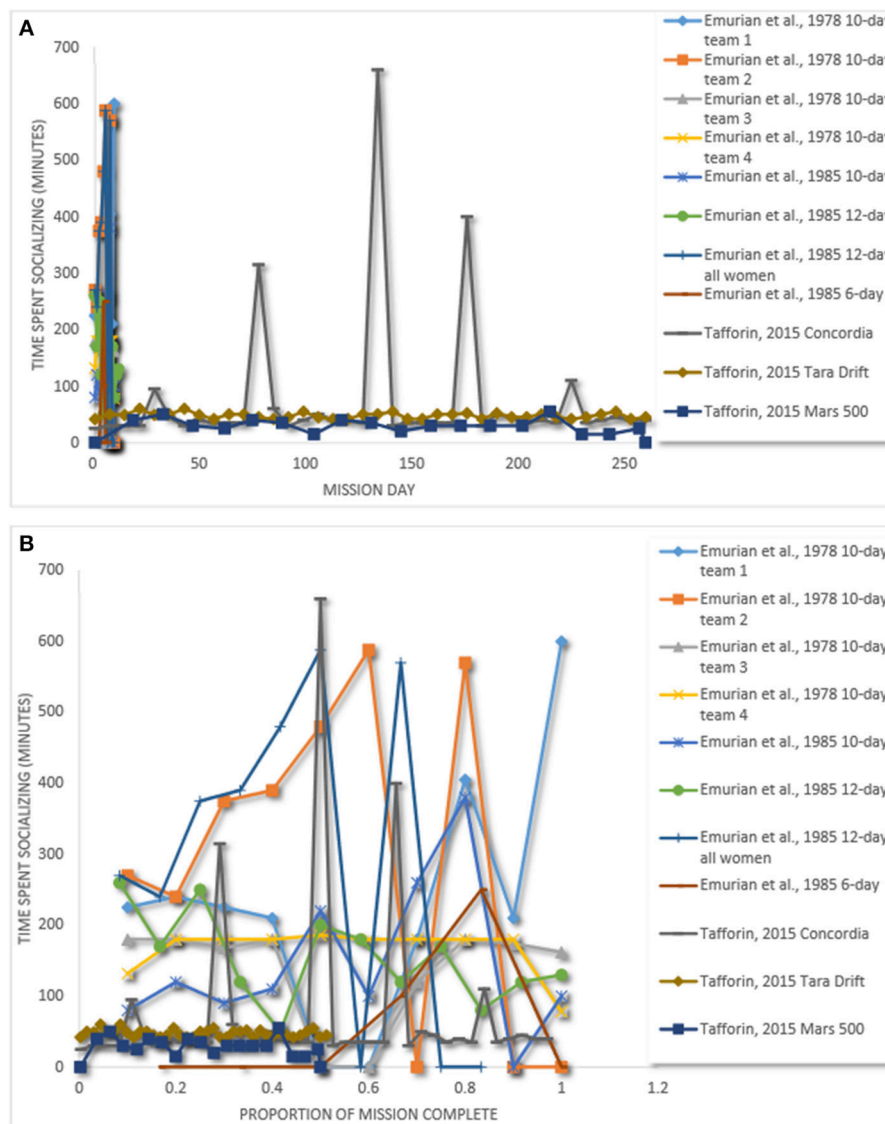 A
700
600
500
400
300
200
100
0
TIME SPENT SOCIALIZING (MINUTES)
0 50 100 150 200 250
MISSION DAY
Emurian et al., 1978 10-day
team 1
Emurian et al., 1978 10-day
team 2
Emurian et al., 1978 10-day
team 3
Emurian et al., 1978 10-day
team 4
Emurian et al., 1985 10-day
Emurian et al., 1985 12-day
Emurian et al., 1985 12-day
all women
Emurian et al., 1985 6-day
Tafforin, 2015 Concordia
Tafforin, 2015 Tara Drift
Tafforin, 2015 Mars 500
B
700
600
500
400
300
200
100
0
TIME SPENT SOCIALIZING (MINUTES)
0 0.2 0.4 0.6 0.8 1 1.2
PROPORTION OF MISSION COMPLETE
Emurian et al., 1978 10-day
team 1
Emurian et al., 1978 10-day
team 2
Emurian et al., 1978 10-day
team 3
Emurian et al., 1978 10-day
team 4
Emurian et al., 1985 10-day
Emurian et al., 1985 12-day
Emurian et al., 1985 12-day
all women
Emurian et al., 1985 6-day
Tafforin, 2015 Concordia
Tafforin, 2015 Tara Drift
Tafforin, 2015 Mars 500